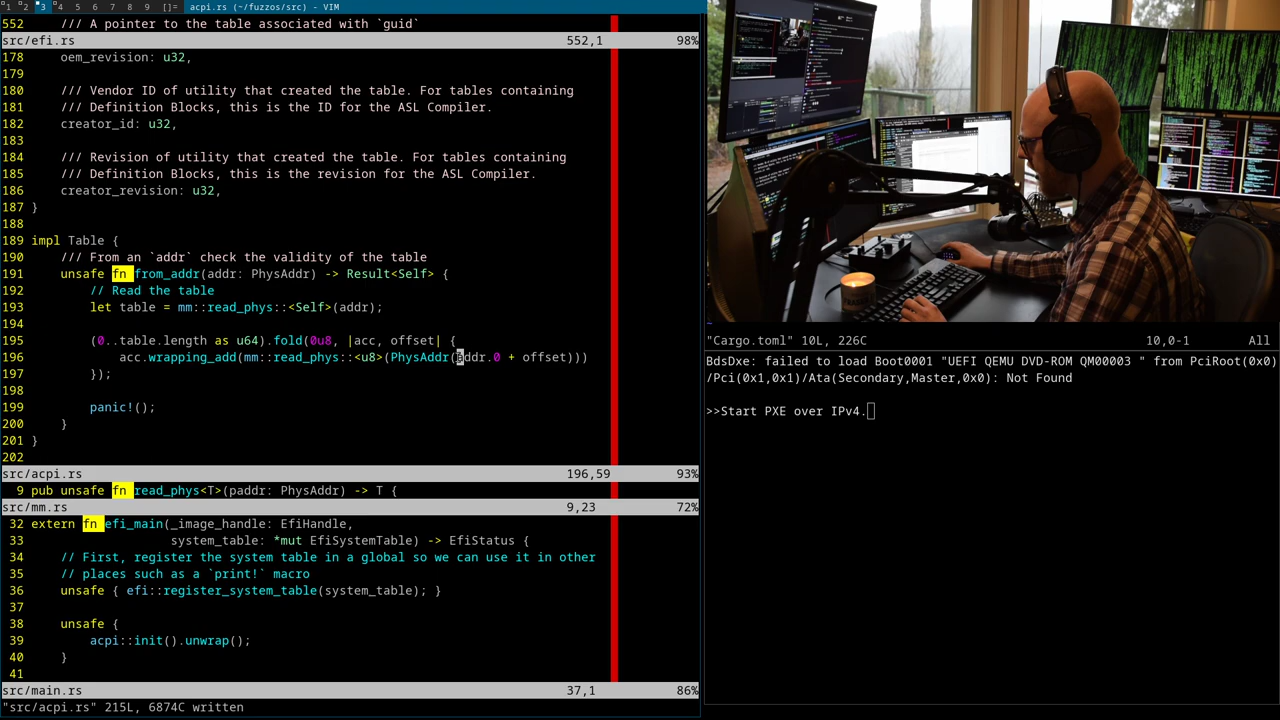 1 2 3 4 5 6 7 8 9 []= acpi.rs (~/fuzzos/src) - VIM
552     /// A pointer to the table associated with `guid`
src/efi.rs 552,1 98%
178     oem_revision: u32,
179
180     /// Vendor ID of utility that created the table. For tables containing
181     /// Definition Blocks, this is the ID for the ASL Compiler.
182     creator_id: u32,
183
184     /// Revision of utility that created the table. For tables containing
185     /// Definition Blocks, this is the revision for the ASL Compiler.
186     creator_revision: u32,
187 }
188
189 impl Table {
190     /// From an `addr` check the validity of the table
191     unsafe fn from_addr(addr: PhysAddr) -> Result<Self> {
192         // Read the table
193         let table = mm::read_phys::<Self>(addr);
194
195         (0..table.length as u64).fold(0u8, |acc, offset| {
196             acc.wrapping_add(mm::read_phys::<u8>(PhysAddr(addr.0 + offset)))
197         });
198
199         panic!();
200     }
201 }
202
src/acpi.rs 196,59 93%
9 pub unsafe fn read_phys<T>(paddr: PhysAddr) -> T {
src/mm.rs 9,23 72%
32 extern fn efi_main(_image_handle: EfiHandle,
33                    system_table: *mut EfiSystemTable) -> EfiStatus {
34     // First, register the system table in a global so we can use it in other
35     // places such as a `print!` macro
36     unsafe { efi::register_system_table(system_table); }
37
38     unsafe {
39         acpi::init().unwrap();
40     }
41
src/main.rs 37,1 86%
"src/acpi.rs" 215L, 6874C written
"Cargo.toml" 10L, 226C 10,0-1 All
BdsDxe: failed to load Boot0001 "UEFI QEMU DVD-ROM QM00003 " from PciRoot(0x0)
/Pci(0x1,0x1)/Ata(Secondary,Master,0x0): Not Found
>>Start PXE over IPv4.